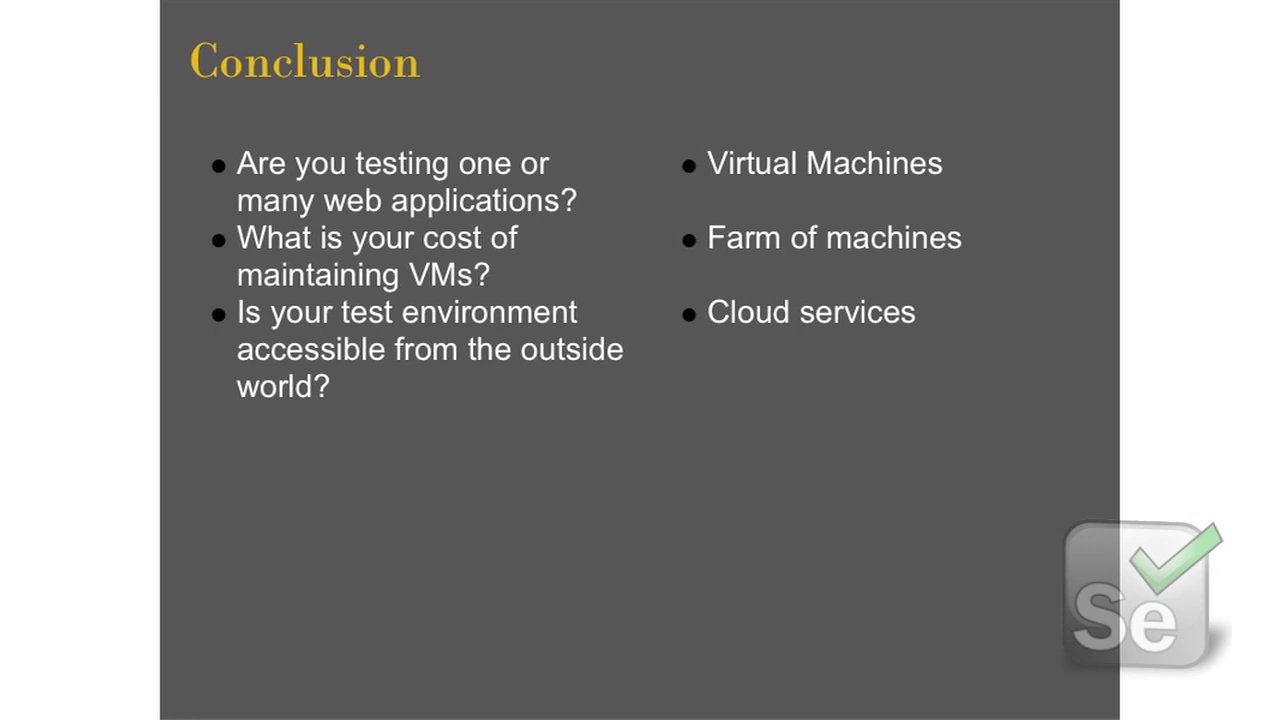 Conclusion
● Are you testing one or
many web applications?
● What is your cost of
maintaining VMs?
● Is your test environment
accessible from the outside
world?
● Virtual Machines
● Farm of machines
● Cloud services
Se